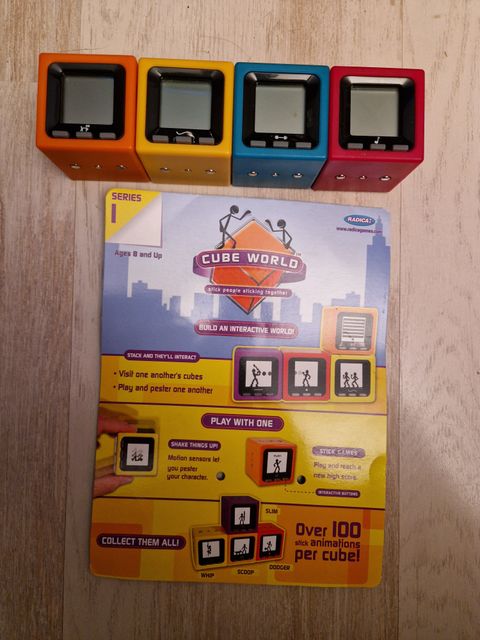 SERIES
1
Ages 8 and Up
RADICA:
www.radicagames.com
CUBE WORLD
stick people sticking together
BUILD AN INTERACTIVE WORLD!
STACK AND THEY'LL INTERACT
• Visit one another's cubes
• Play and pester one another
PLAY WITH ONE
SHAKE THINGS UP!
Motion sensors let
you pester
your character.
STICK GAMES
Play and reach a
new high score.
INTERACTIVE BUTTONS
COLLECT THEM ALL!
SLIM
WHIP
SCOOP
DODGER
Over 100
stick animations
per cube!